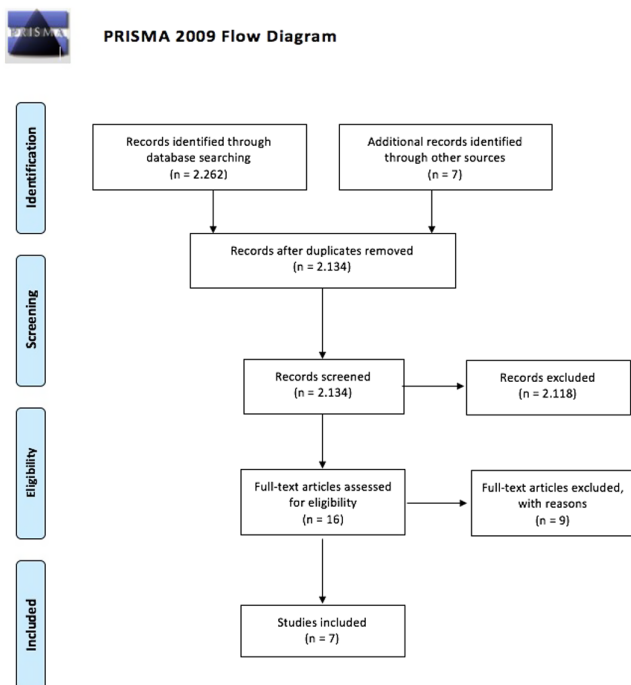 PRISMA
PRISMA 2009 Flow Diagram
Identification
Records identified through
database searching
(n = 2.262)
Additional records identified
through other sources
(n = 7)
Records after duplicates removed
(n = 2.134)
Screening
Records screened
(n = 2.134)
Records excluded
(n = 2.118)
Eligibility
Full-text articles assessed
for eligibility
(n = 16)
Full-text articles excluded,
with reasons
(n = 9)
Included
Studies included
(n = 7)